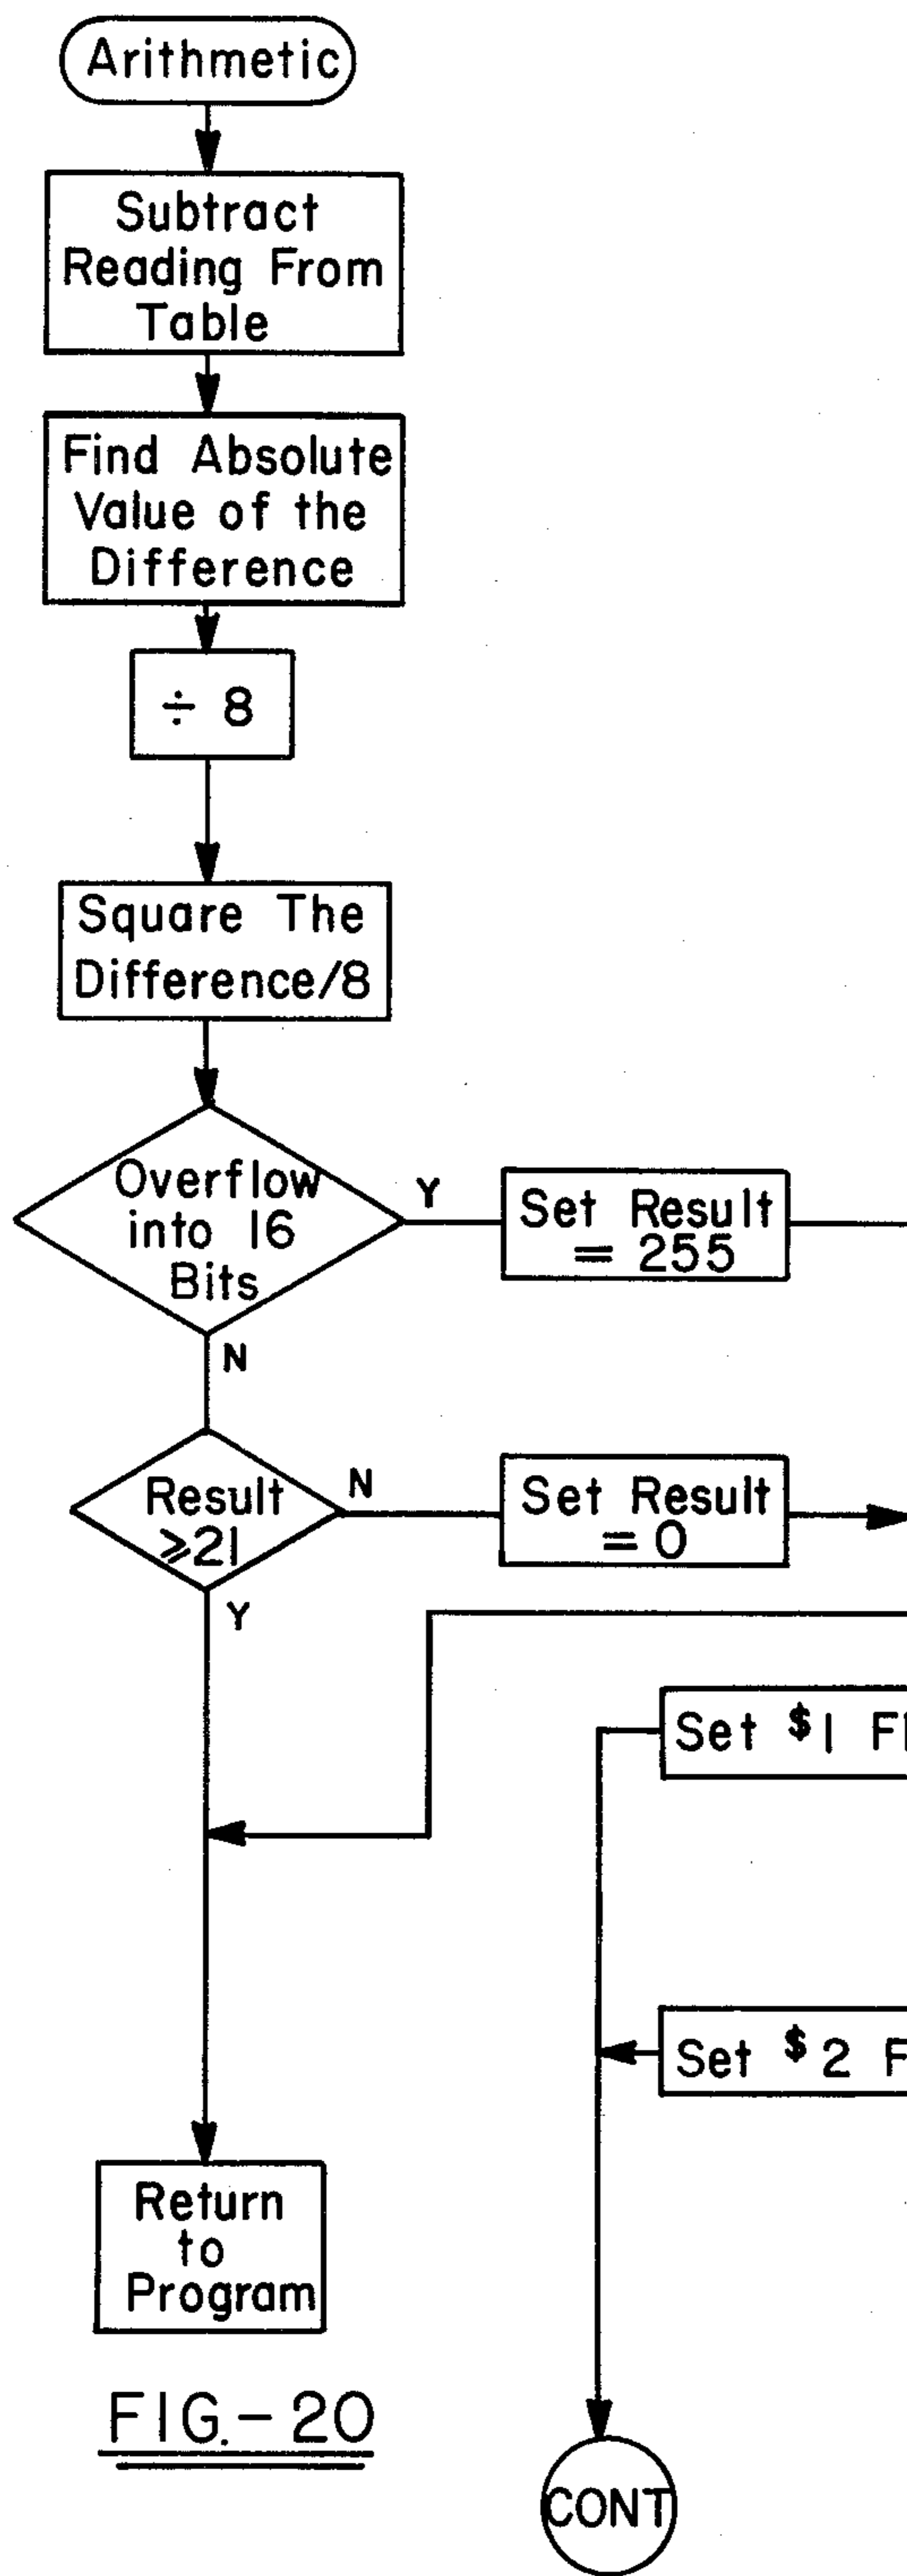 Arithmetic
Subtract
Reading From
Table
Find Absolute
Value of the
Difference
÷ 8
Square The
Difference/8
Overflow
into 16
Bits
Y
Set Result
= 255
N
Result
≥21
N
Set Result
= 0
Y
Set $1
Set $2
Return
to
Program
FIG.-20
CONT